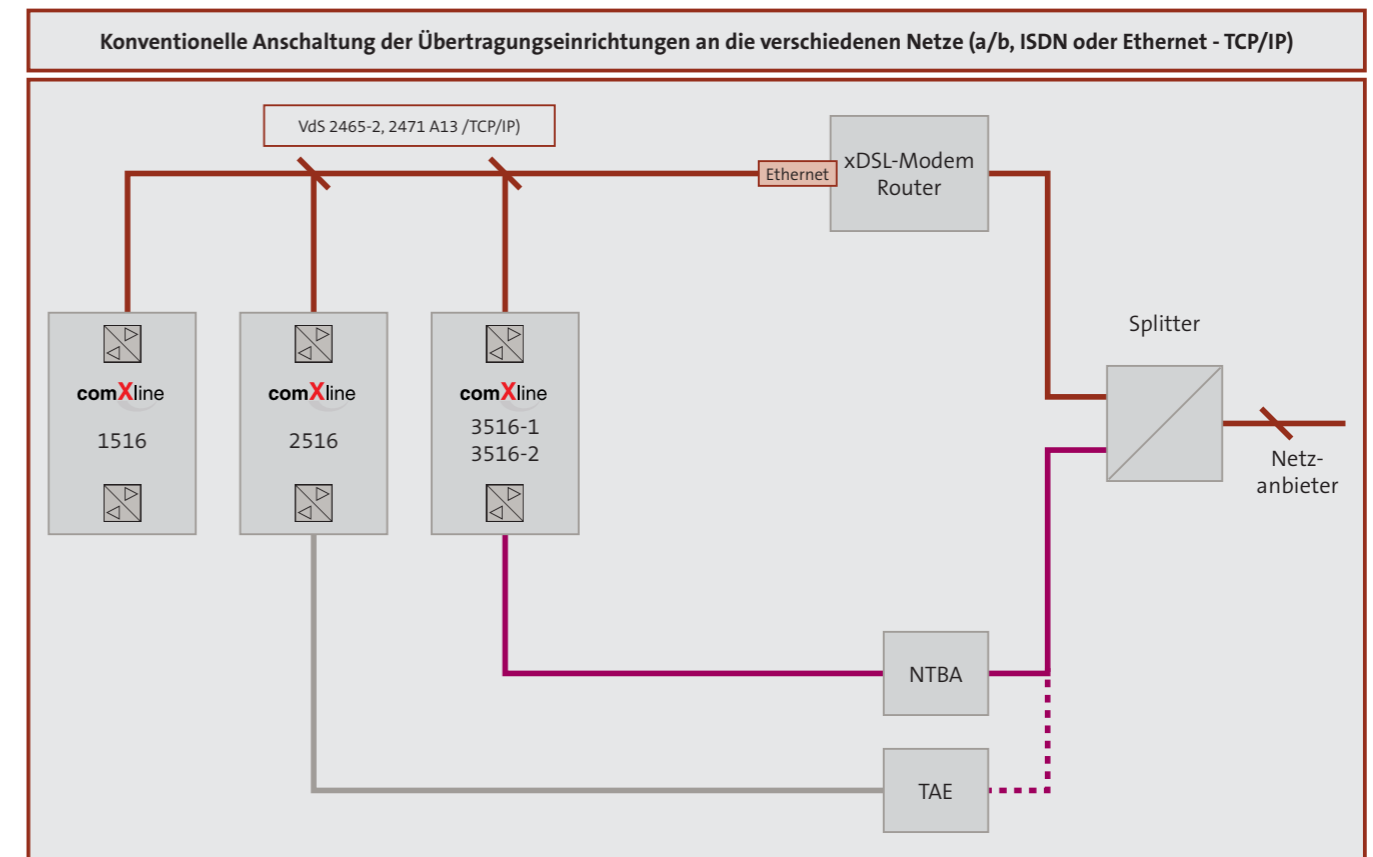 Konventionelle Anschaltung der Übertragungseinrichtungen an die verschiedenen Netze (a/b, ISDN oder Ethernet - TCP/IP)
VdS 2465-2, 2471 A13 /TCP/IP)
Ethernet
xDSL-Modem
Router
Splitter
comXline
1516
comXline
2516
comXline
3516-1
3516-2
Netz-
anbieter
NTBA
TAE